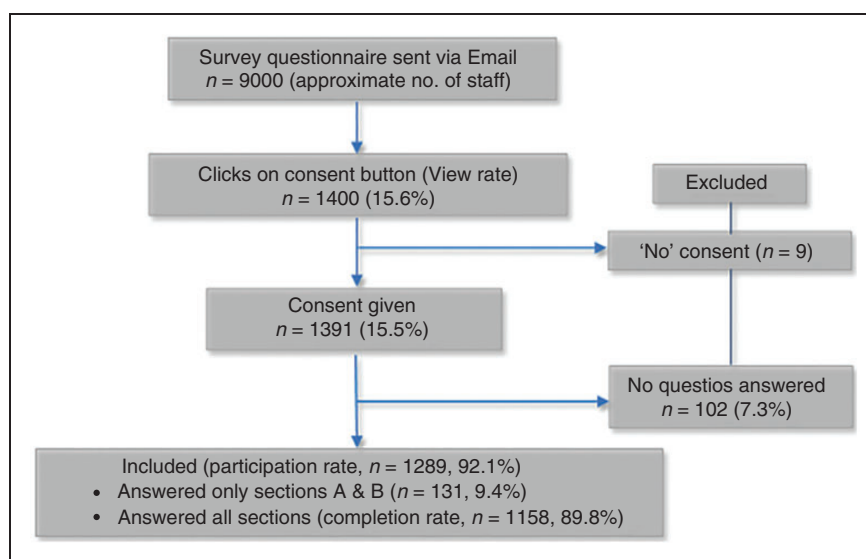 Survey questionnaire sent via Email
n = 9000 (approximate no. of staff)
Clicks on consent button (View rate)
n = 1400 (15.6%)
Excluded
'No' consent (n = 9)
Consent given
n = 1391 (15.5%)
No questios answered
n = 102 (7.3%)
Included (participation rate, n = 1289, 92.1%)
• Answered only sections A & B (n = 131, 9.4%)
• Answered all sections (completion rate, n = 1158, 89.8%)